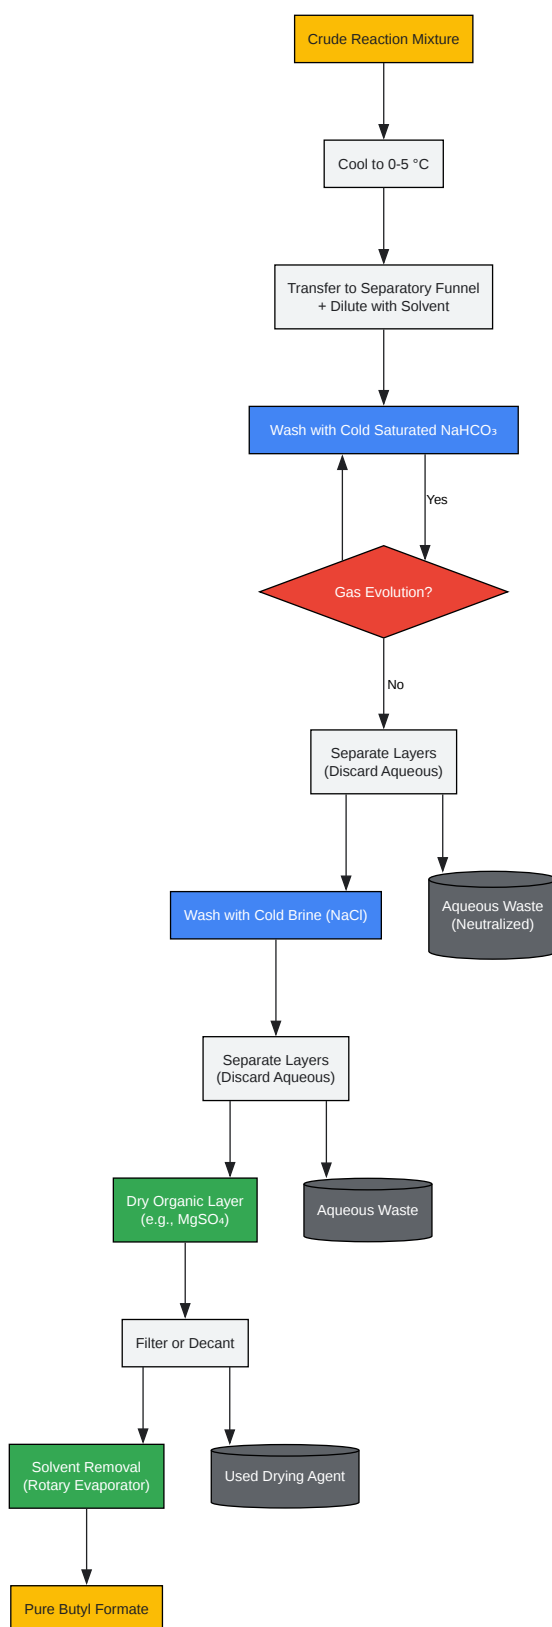 Crude Reaction Mixture
Cool to 0-5 °C
Transfer to Separatory Funnel
+ Dilute with Solvent
Wash with Cold Saturated NaHCO₃
Yes
Gas Evolution?
No
Separate Layers
(Discard Aqueous)
Aqueous Waste
(Neutralized)
Wash with Cold Brine (NaCl)
Separate Layers
(Discard Aqueous)
Dry Organic Layer
(e.g., MgSO₄)
Aqueous Waste
Filter or Decant
Solvent Removal
(Rotary Evaporator)
Used Drying Agent
Pure Butyl Formate